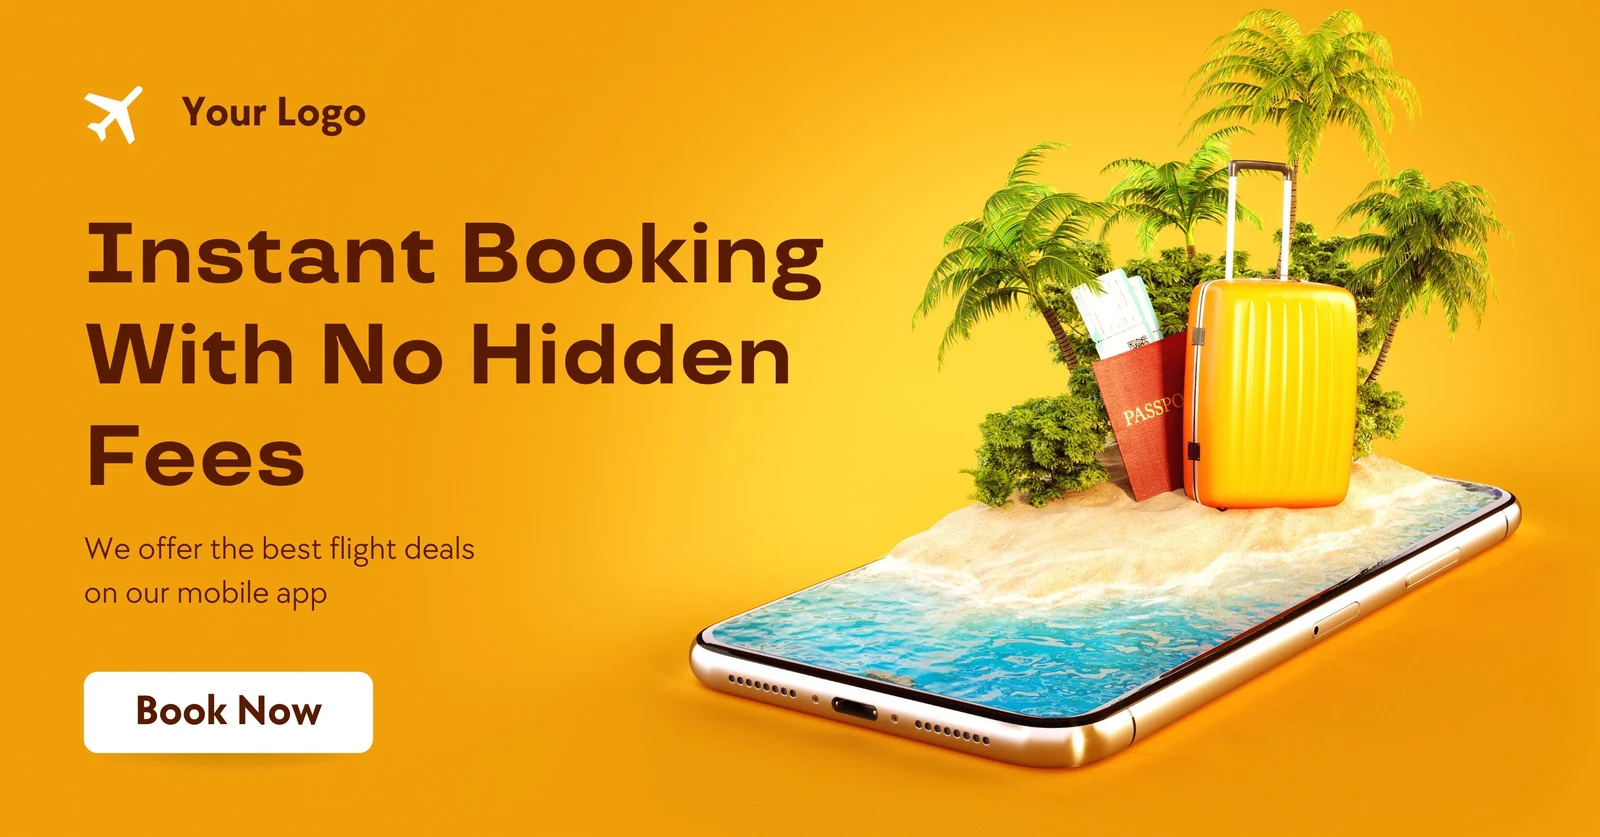 Your Logo
Instant Booking
With No Hidden
Fees
We offer the best flight deals
on our mobile app
Book Now
PASSPO